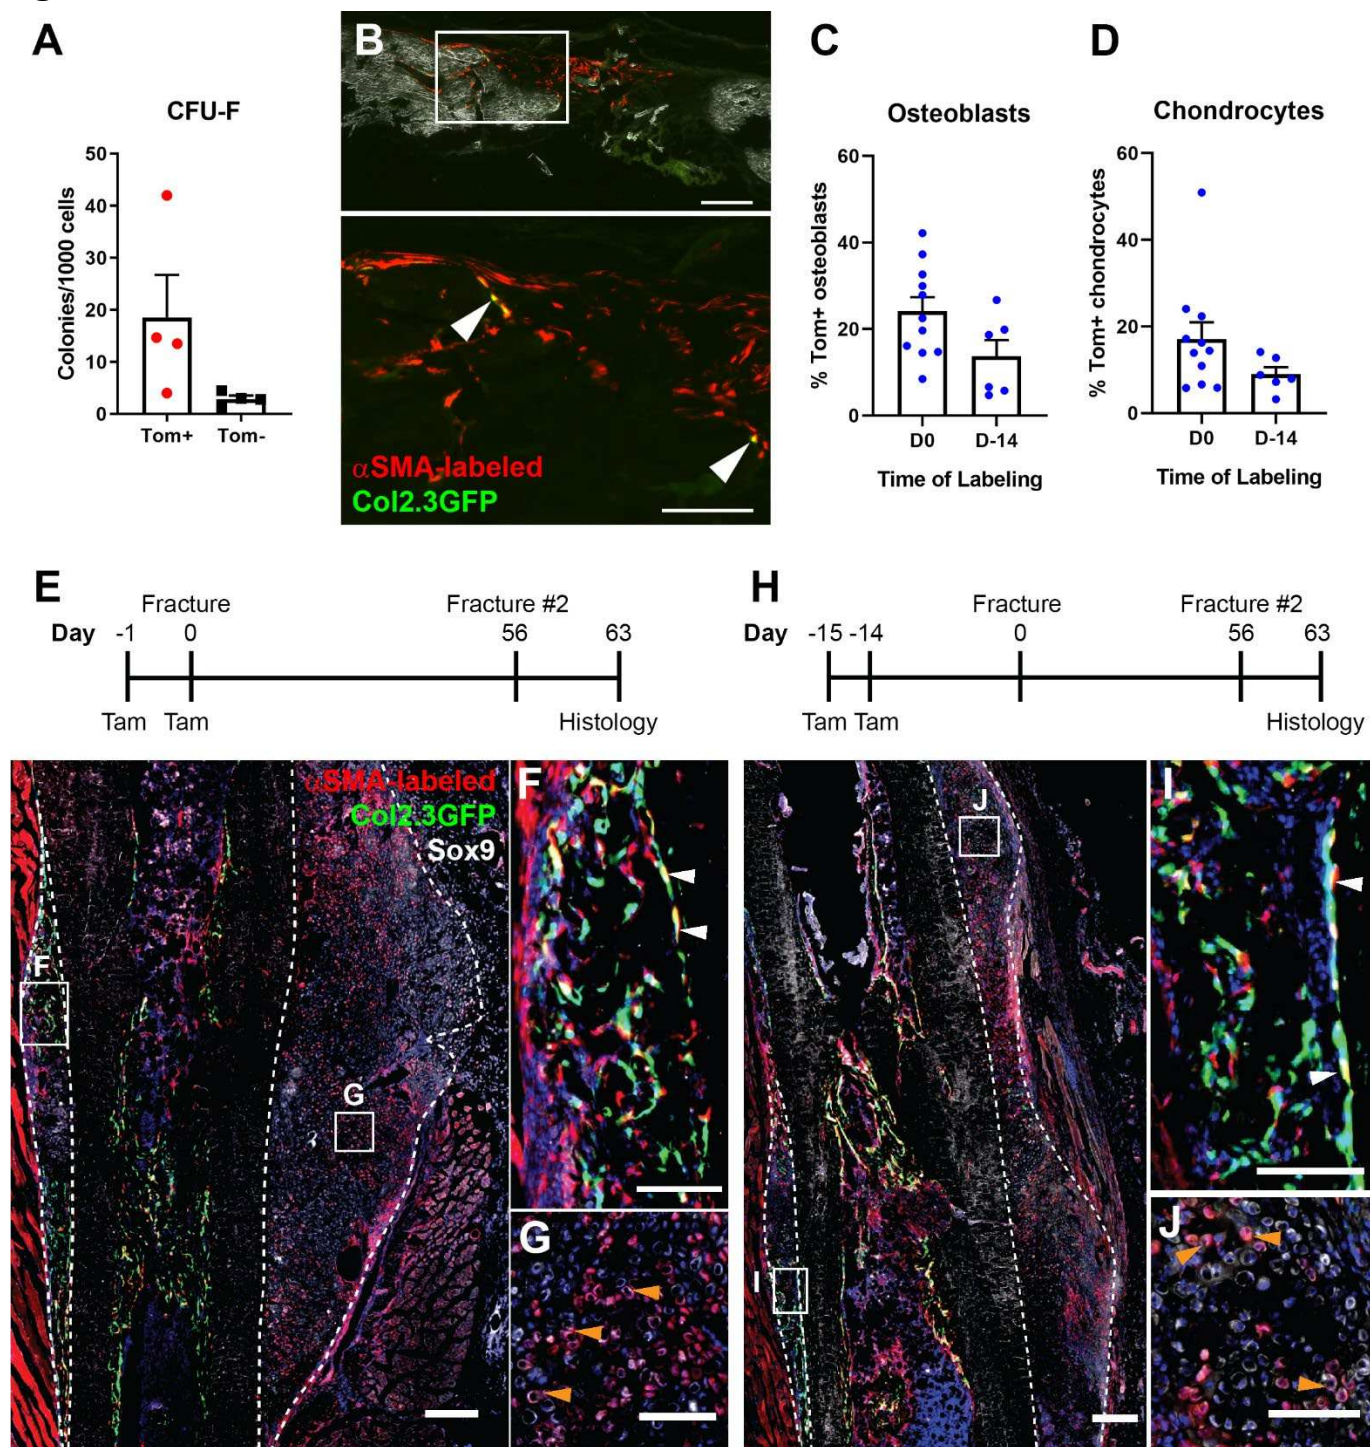 A
CFU-F
Colonies/1000 cells
50
40
30
20
10
0
Tom+ Tom-
B
αSMA-labeled
Col2.3GFP
C
Osteoblasts
% Tom+ osteoblasts
60
40
20
0
D0 D-14
Time of Labeling
D
Chondrocytes
% Tom+ chondrocytes
60
40
20
0
D0 D-14
Time of Labeling
E
Fracture Fracture #2
Day -1 0 56 63
Tam Tam Histology
αSMA-labeled
Col2.3GFP
Sox9
F
G
F
G
H
Fracture Fracture #2
Day -15 -14 0 56 63
Tam Tam Histology
J
I
I
J